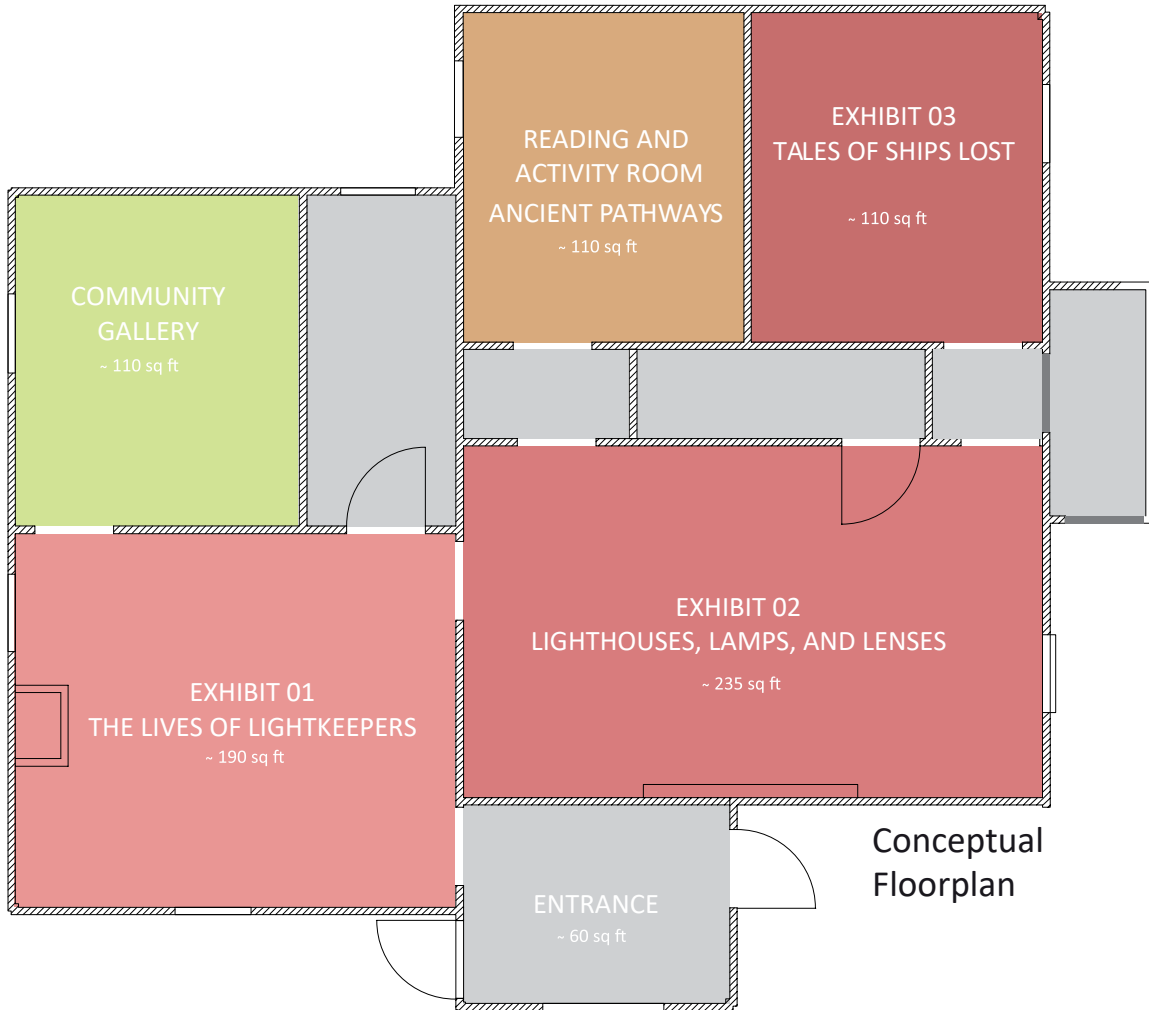 READING AND
ACTIVITY ROOM
ANCIENT PATHWAYS
~ 110 sq ft
EXHIBIT 03
TALES OF SHIPS LOST
~ 110 sq ft
COMMUNITY
GALLERY
~ 110 sq ft
EXHIBIT 02
LIGHTHOUSES, LAMPS, AND LENSES
~ 235 sq ft
EXHIBIT 01
THE LIVES OF LIGHTKEEPERS
~ 190 sq ft
Conceptual
Floorplan
ENTRANCE
~ 60 sq ft